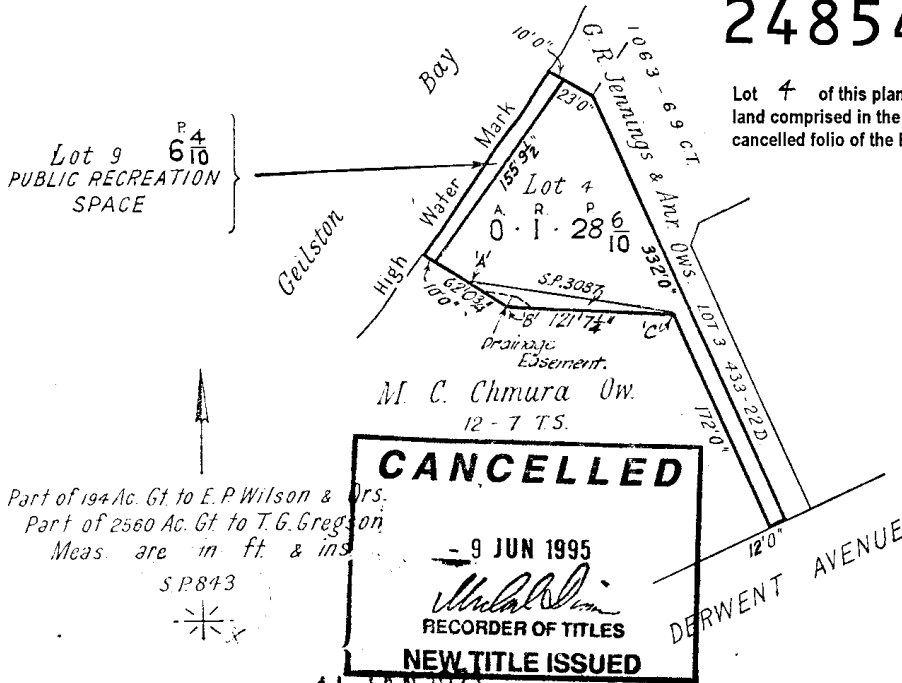 24854
Lot 4 of this plan
land comprised in the
cancelled folio of the
10'0"
Bay
G. R. Jennings & Anr. Ows.
1063-69 C.T.
23'0"
Mark
Water
High
155'9½"
Lot 9 P. 6 4/10
PUBLIC RECREATION
SPACE
Lot 4
A. R. P.
0 · 1 · 28 6/10
332'0"
Geilston
'A'
10'0"
62'0¾"
S.P.3087
'B' 121'7¼" 'C'
Drainage
Easement.
LOT 3 433-22 D.
M. C. Chmura Ow.
12-7 T.S.
172'0"
Part of 194 Ac. Gt. to E. P. Wilson & Ors.
Part of 2560 Ac. Gt. to T. G. Gregson
Meas. are in ft. & ins
S.P.843
CANCELLED
- 9 JUN 1995
RECORDER OF TITLES
NEW TITLE ISSUED
12'0"
DERWENT AVENUE